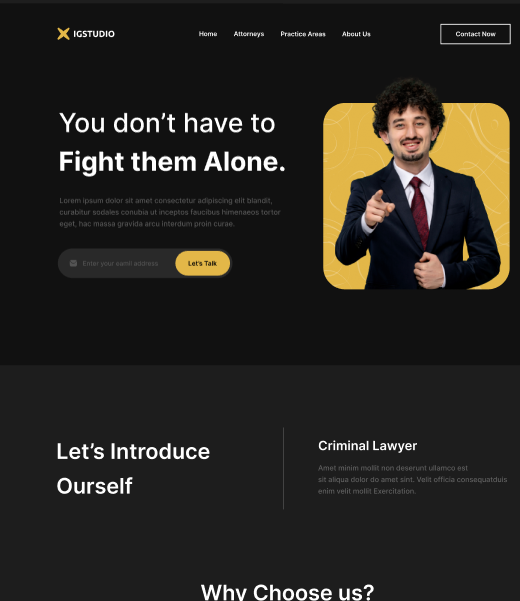 IGSTUDIO
Home Attorneys Practice Areas About Us
Contact Now
You don't have to
Fight them Alone.
Lorem ipsum dolor sit amet consectetur adipiscing elit blandit,
curabitur sodales conubia ut inceptos faucibus himenaeos tortor
eget, hac massa gravida arcu interdum proin curae.
Enter your xamil address
Let's Talk
Let's Introduce
Ourself
Criminal Lawyer
Amet minim mollit non deserunt ullamco est
sit aliqua dolor do amet sint. Velit officia consequatduis
enim velit mollit Exercitation.
Why Choose us?